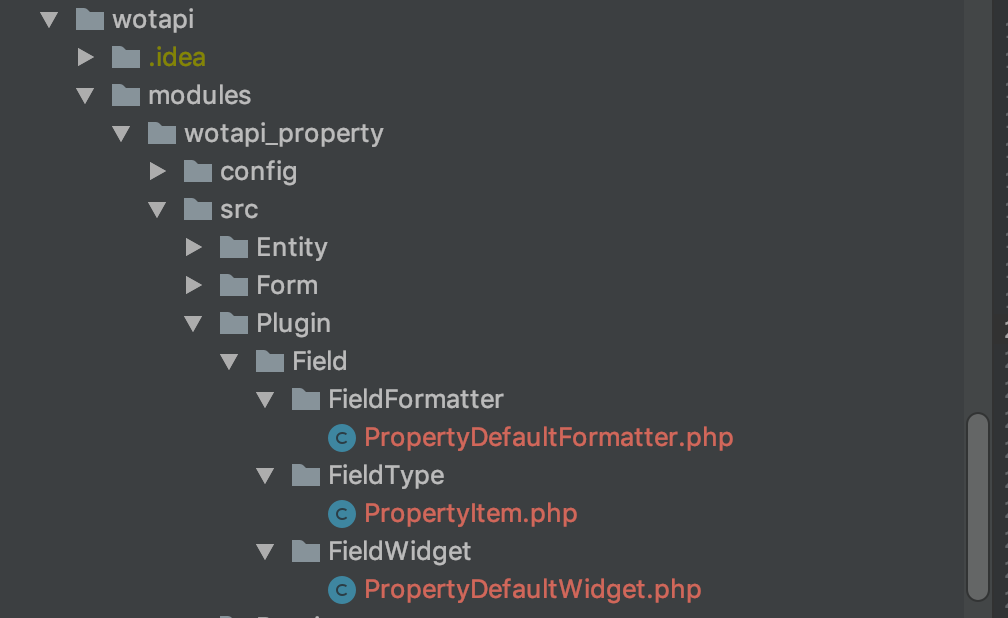 wotapi
.idea
modules
wotapi_property
config
src
Entity
Form
Plugin
Field
FieldFormatter
C PropertyDefaultFormatter.php
FieldType
C PropertyItem.php
FieldWidget
C PropertyDefaultWidget.php